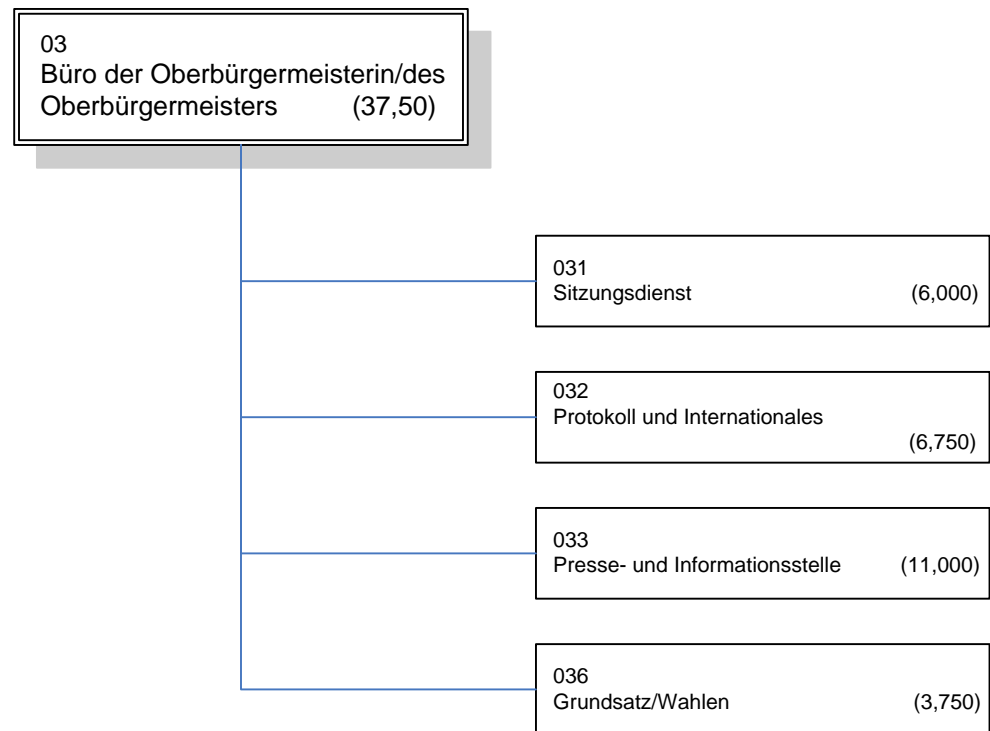 03
Büro der Oberbürgermeisterin/des
Oberbürgermeisters (37,50)
031
Sitzungsdienst (6,000)
032
Protokoll und Internationales
(6,750)
033
Presse- und Informationsstelle (11,000)
036
Grundsatz/Wahlen (3,750)